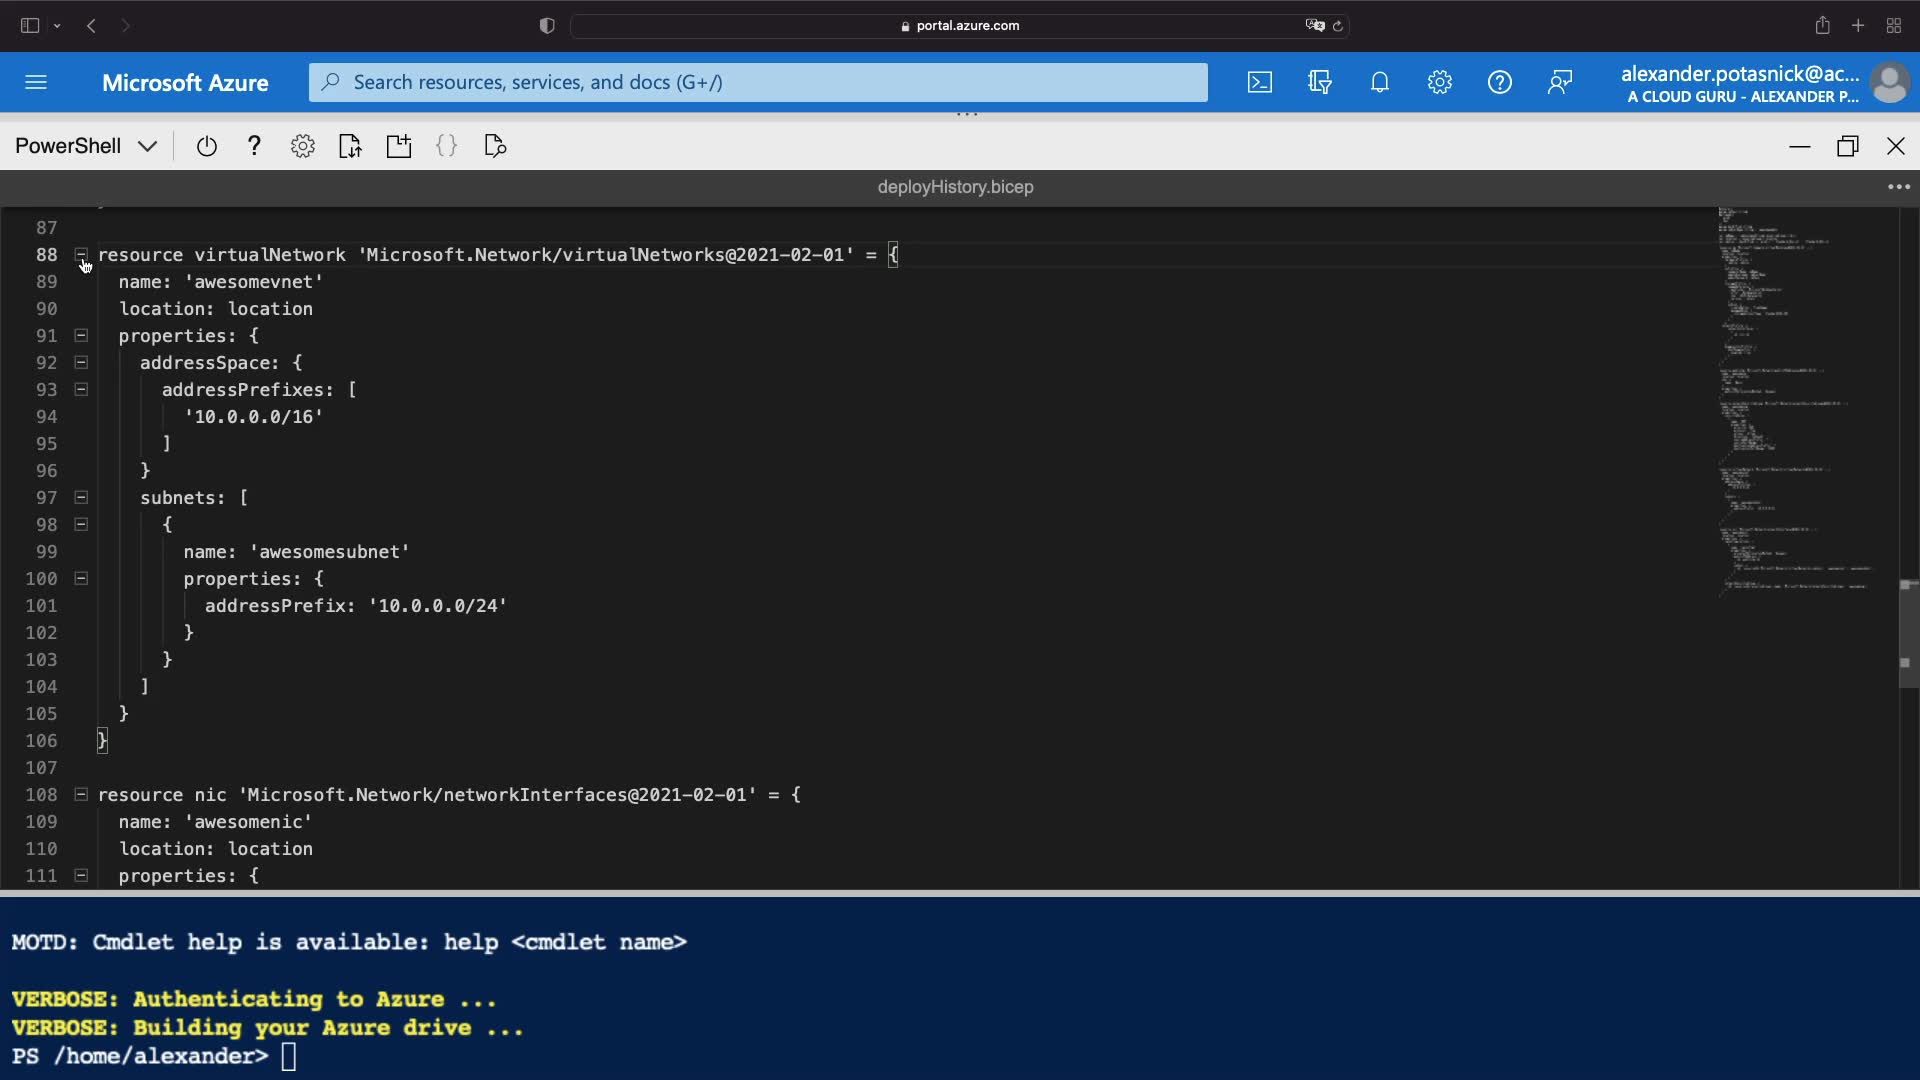 portal.azure.com
Microsoft Azure
Search resources, services, and docs (G+/)
alexander.potasnick@ac...
A CLOUD GURU - ALEXANDER P...
PowerShell
deployHistory.bicep
87
88 resource virtualNetwork 'Microsoft.Network/virtualNetworks@2021-02-01' = {
89 name: 'awesomevnet'
90 location: location
91 properties: {
92 addressSpace: {
93 addressPrefixes: [
94 '10.0.0.0/16'
95 ]
96 }
97 subnets: [
98 {
99 name: 'awesomesubnet'
100 properties: {
101 addressPrefix: '10.0.0.0/24'
102 }
103 }
104 ]
105 }
106 }
107
108 resource nic 'Microsoft.Network/networkInterfaces@2021-02-01' = {
109 name: 'awesomenic'
110 location: location
111 properties: {
MOTD: Cmdlet help is available: help <cmdlet name>
VERBOSE: Authenticating to Azure ...
VERBOSE: Building your Azure drive ...
PS /home/alexander>